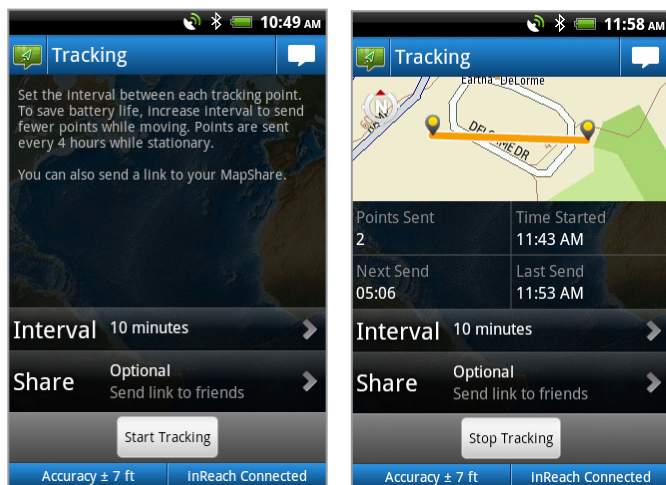 10:49 AM
Tracking
Set the interval between each tracking point.
To save battery life, increase interval to send
fewer points while moving. Points are sent
every 4 hours while stationary.
You can also send a link to your MapShare.
Interval 10 minutes
Share Optional
Send link to friends
Start Tracking
Accuracy ± 7 ft inReach Connected
11:58 AM
Tracking
Eartha, DeLorme
N
DELORME DR
Points Sent Time Started
2 11:43 AM
Next Send Last Send
05:06 11:53 AM
Interval 10 minutes
Share Optional
Send link to friends
Stop Tracking
Accuracy ± 7 ft InReach Connected